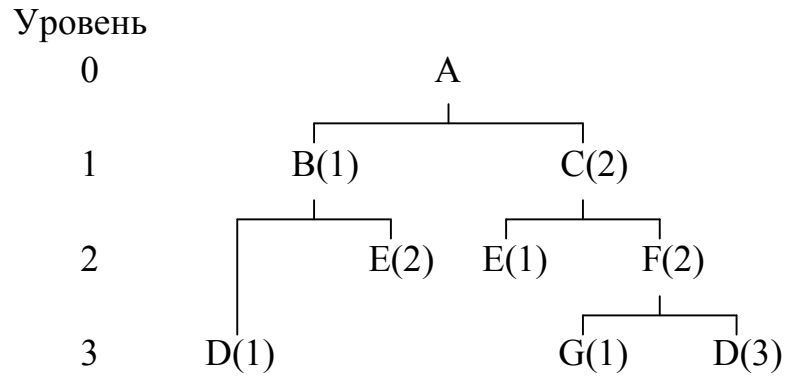 Уровень
0 A
1 B(1) C(2)
2 E(2) E(1) F(2)
3 D(1) G(1) D(3)